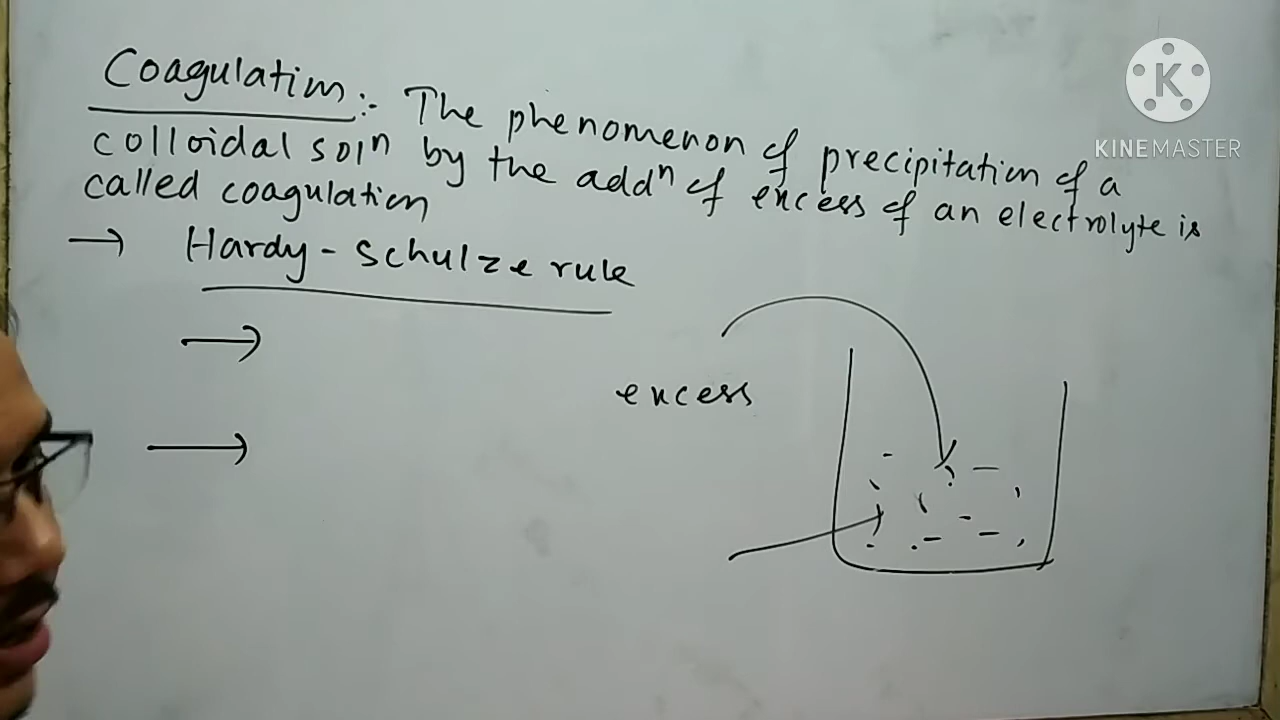 Coagulation :- The phenomenon of precipitation of a
colloidal solⁿ by the addⁿ of excess of an electrolyte is
called coagulation
→ Hardy - Schulze rule
→
excess
→
K
KINEMASTER